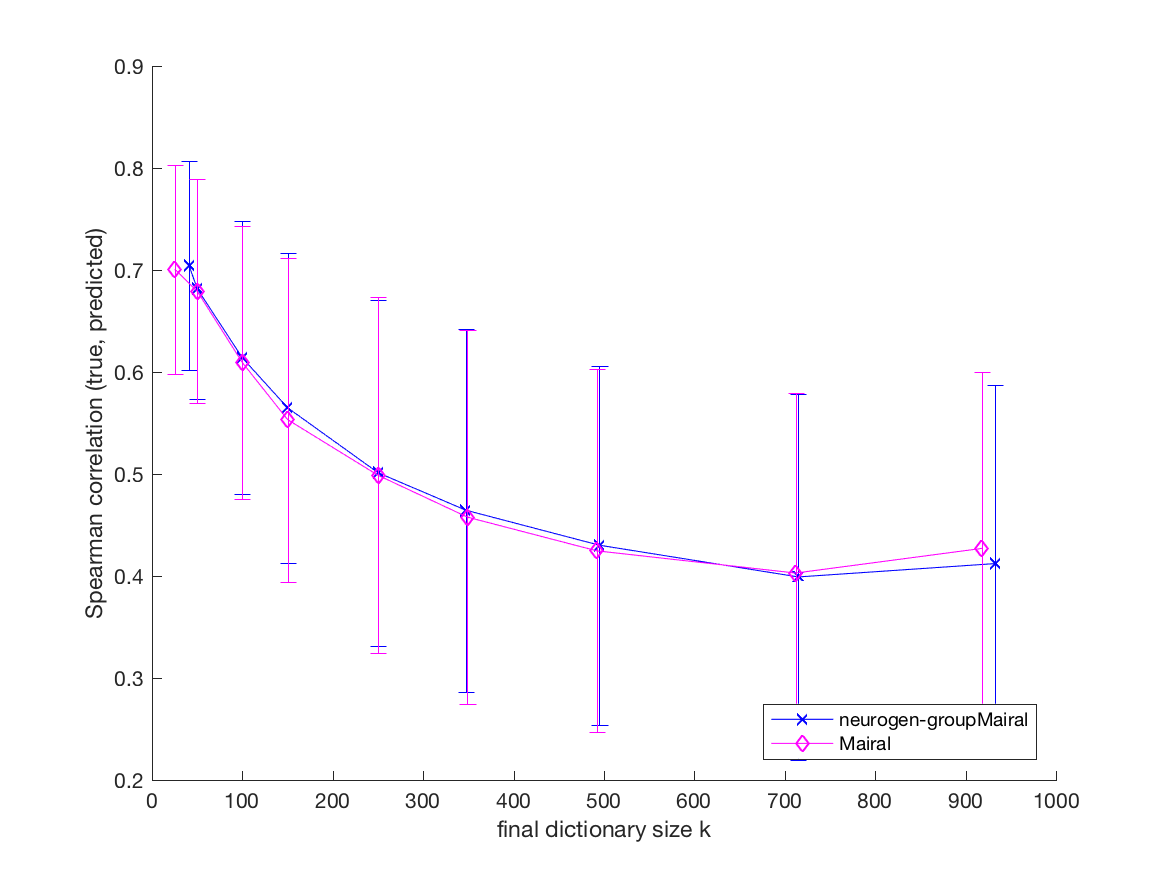 0.9
0.8
0.7
0.6
0.5
0.4
0.3
0.2
Spearman correlation (true, predicted)
neurogen-groupMairal
Mairal
0 100 200 300 400 500 600 700 800 900 1000
final dictionary size k